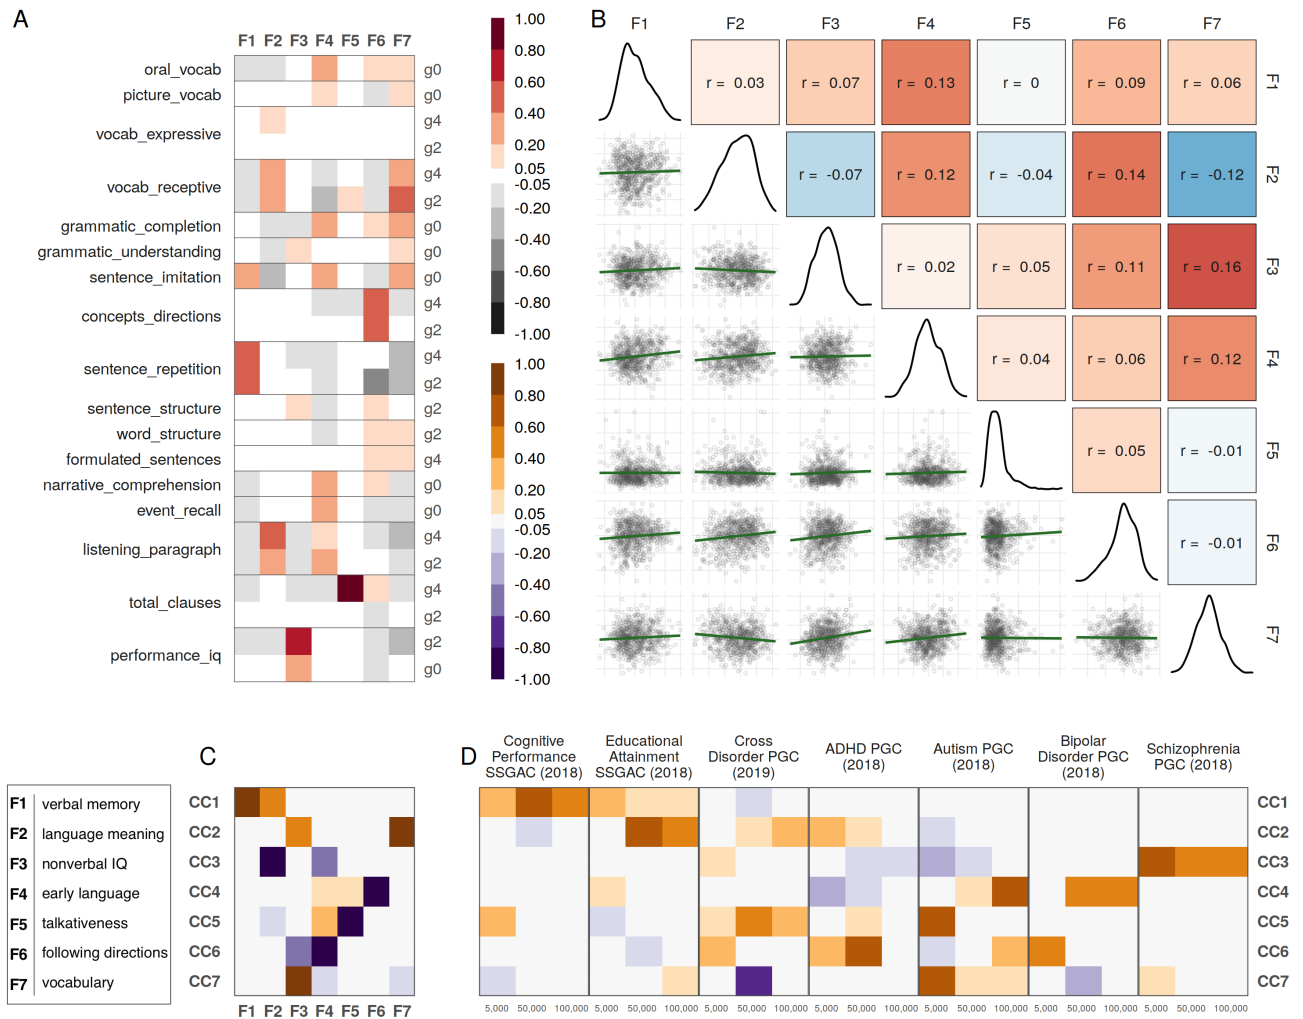 A
F1 F2 F3 F4 F5 F6 F7
oral_vocab g0
picture_vocab g0
vocab_expressive g4
g2
vocab_receptive g4
g2
grammatic_completion g0
grammatic_understanding g0
sentence_imitation g0
concepts_directions g4
g2
sentence_repetition g4
g2
sentence_structure g2
word_structure g2
formulated_sentences g4
narrative_comprehension g0
event_recall g0
listening_paragraph g4
g2
total_clauses g4
g2
performance_iq g2
g0
1.00
0.80
0.60
0.40
0.20
0.05
-0.05
-0.20
-0.40
-0.60
-0.80
-1.00
1.00
0.80
0.60
0.40
0.20
0.05
-0.05
-0.20
-0.40
-0.60
-0.80
-1.00
B
F1 F2 F3 F4 F5 F6 F7
r = 0.03 r = 0.07 r = 0.13 r = 0 r = 0.09 r = 0.06 F1
r = -0.07 r = 0.12 r = -0.04 r = 0.14 r = -0.12 F2
r = 0.02 r = 0.05 r = 0.11 r = 0.16 F3
r = 0.04 r = 0.06 r = 0.12 F4
r = 0.05 r = -0.01 F5
r = -0.01 F6
F7
F1 verbal memory
F2 language meaning
F3 nonverbal IQ
F4 early language
F5 talkativeness
F6 following directions
F7 vocabulary
C
CC1
CC2
CC3
CC4
CC5
CC6
CC7
F1 F2 F3 F4 F5 F6 F7
D
Cognitive
Performance
SSGAC (2018)
Educational
Attainment
SSGAC (2018)
Cross
Disorder PGC
(2019)
ADHD PGC
(2018)
Autism PGC
(2018)
Bipolar
Disorder PGC
(2018)
Schizophrenia
PGC (2018)
CC1
CC2
CC3
CC4
CC5
CC6
CC7
5,000 50,000 100,000 5,000 50,000 100,000 5,000 50,000 100,000 5,000 50,000 100,000 5,000 50,000 100,000 5,000 50,000 100,000 5,000 50,000 100,000